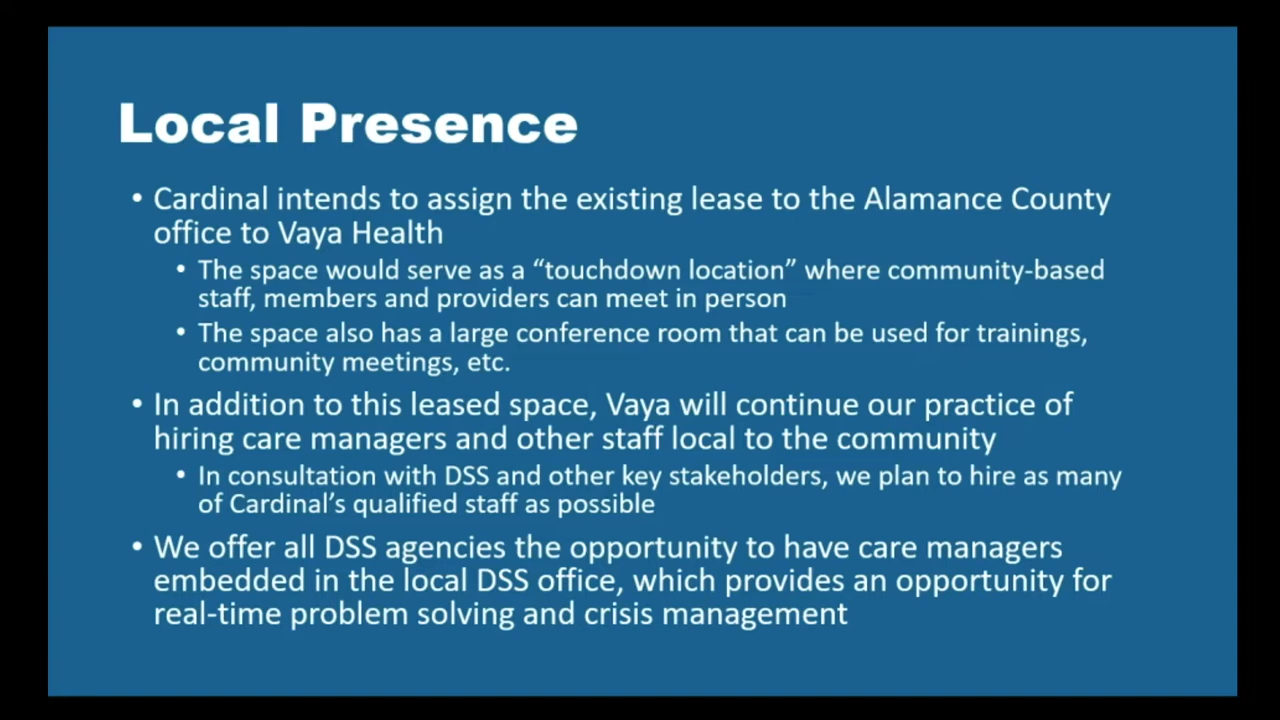 Local Presence
• Cardinal intends to assign the existing lease to the Alamance County
office to Vaya Health
• The space would serve as a “touchdown location” where community-based
staff, members and providers can meet in person
• The space also has a large conference room that can be used for trainings,
community meetings, etc.
• In addition to this leased space, Vaya will continue our practice of
hiring care managers and other staff local to the community
• In consultation with DSS and other key stakeholders, we plan to hire as many
of Cardinal’s qualified staff as possible
• We offer all DSS agencies the opportunity to have care managers
embedded in the local DSS office, which provides an opportunity for
real-time problem solving and crisis management